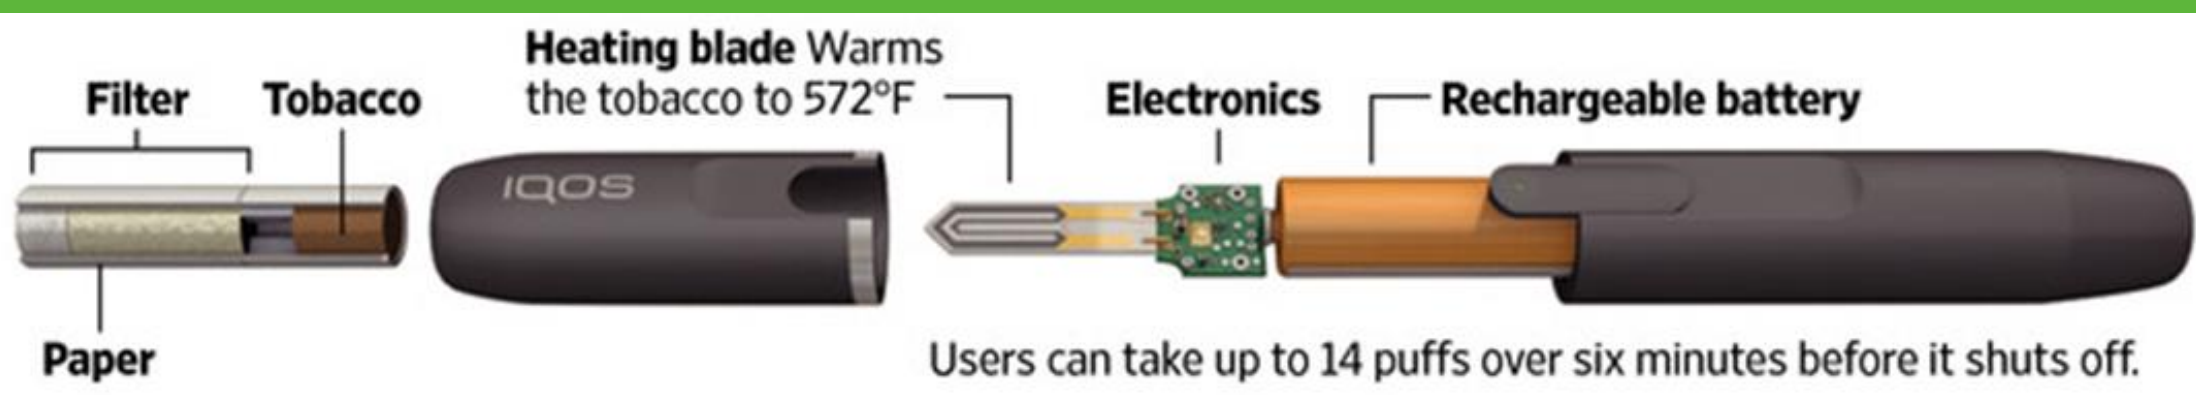 Heating blade Warms
the tobacco to 572°F
Filter
Tobacco
Electronics
Rechargeable battery
IQOS
Paper
Users can take up to 14 puffs over six minutes before it shuts off.